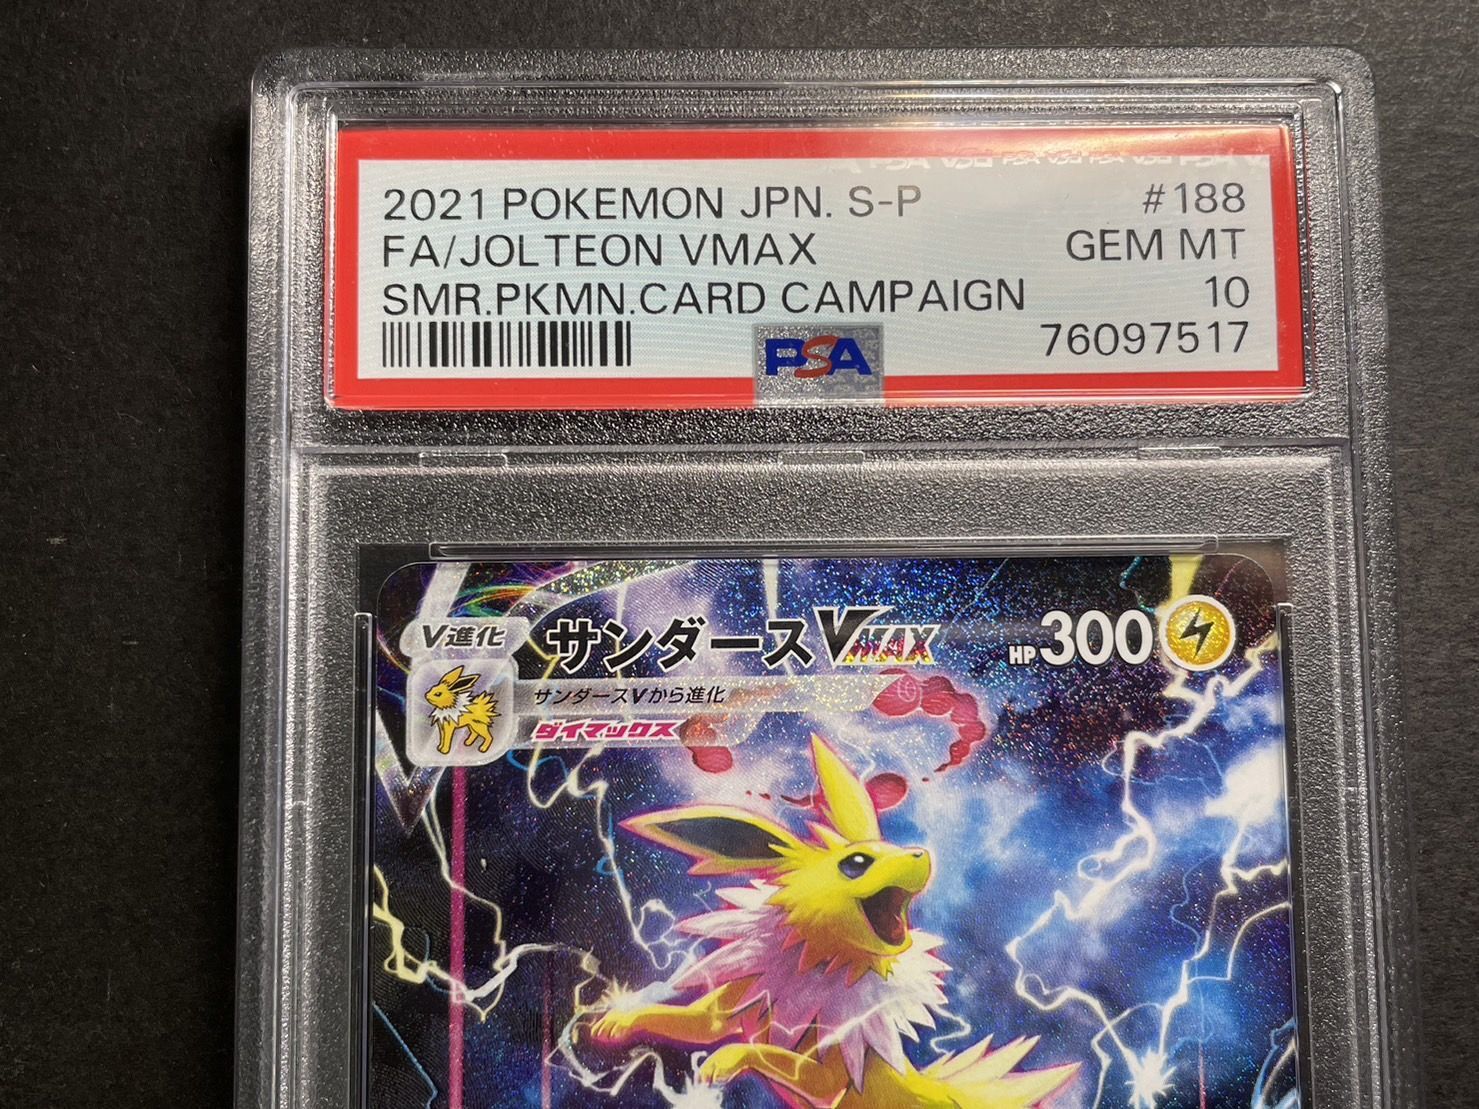 2021 POKEMON JPN. S-P #188
FA/JOLTEON VMAX GEM MT
SMR.PKMN.CARD CAMPAIGN 10
PSA 76097517
V進化 サンダースVMAX HP300
サンダースVから進化
ダイマックス